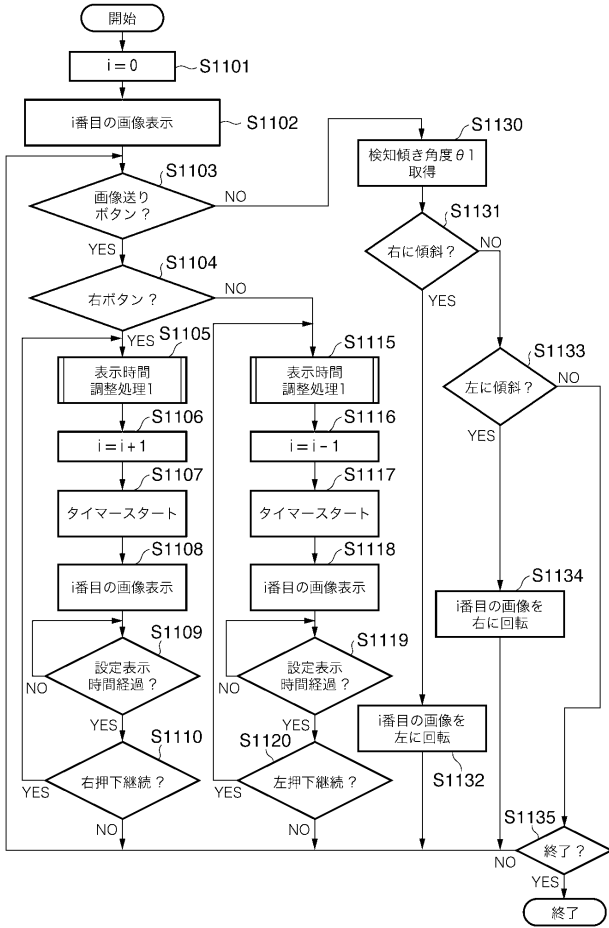 開始
i=0
S1101
i番目の画像表示
S1102
画像送り
ボタン？
S1103
NO
YES
右ボタン？
S1104
NO
YES
S1105
表示時間
調整処理1
S1106
i=i+1
S1107
タイマースタート
S1108
i番目の画像表示
S1109
設定表示
時間経過？
NO
YES
S1110
右押下継続？
YES
NO
S1115
表示時間
調整処理1
S1116
i=i-1
S1117
タイマースタート
S1118
i番目の画像表示
S1119
設定表示
時間経過？
NO
YES
S1120
左押下継続？
YES
NO
S1130
検知傾き角度θ1
取得
S1131
右に傾斜？
NO
YES
i番目の画像を
左に回転
S1132
S1133
左に傾斜？
NO
YES
S1134
i番目の画像を
右に回転
S1135
終了？
NO
YES
終了